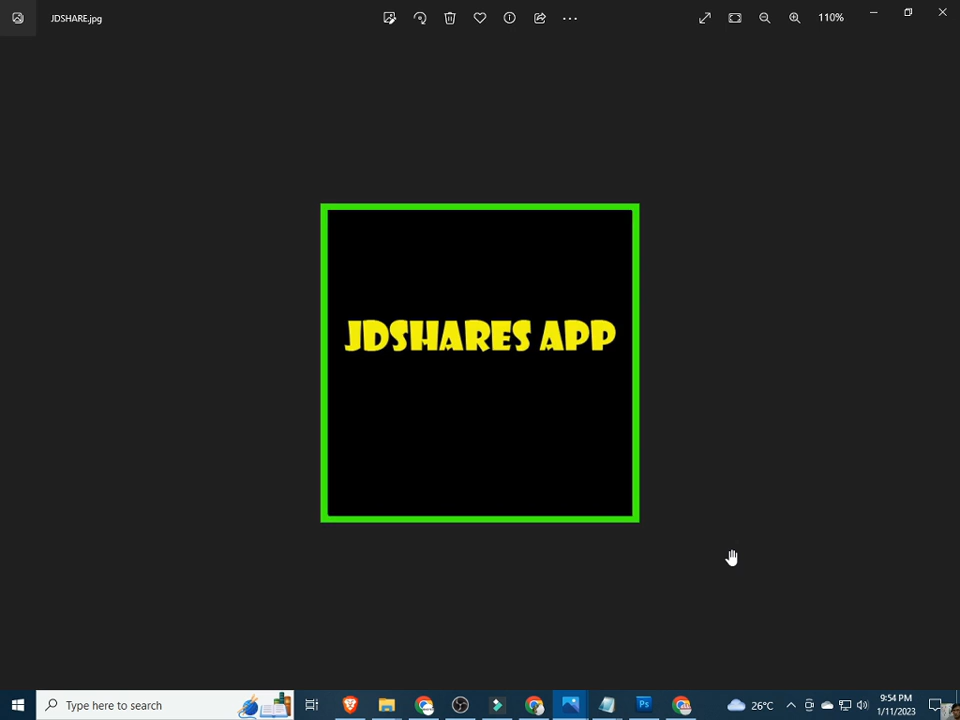 JDSHARE.jpg
110%
JDSHARES APP
Type here to search
26°C
9:54 PM
1/11/2023